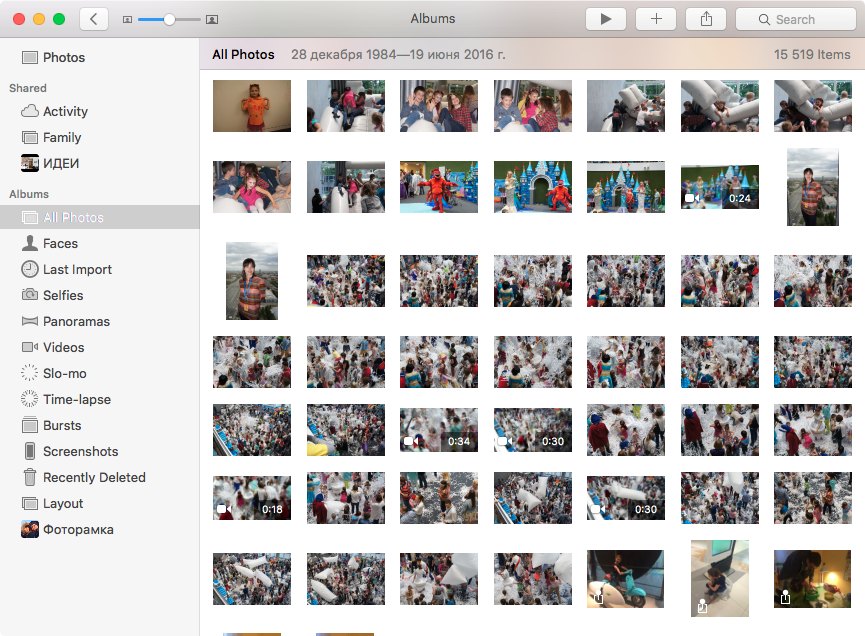 Albums
Search
Photos
Shared
Activity
Family
ИДЕИ
Albums
All Photos
Faces
Last Import
Selfies
Panoramas
Videos
Slo-mo
Time-lapse
Bursts
Screenshots
Recently Deleted
Layout
Фоторамка
All Photos 28 декабря 1984—19 июня 2016 г. 15 519 Items
0:24
0:34 0:30
0:18 0:30